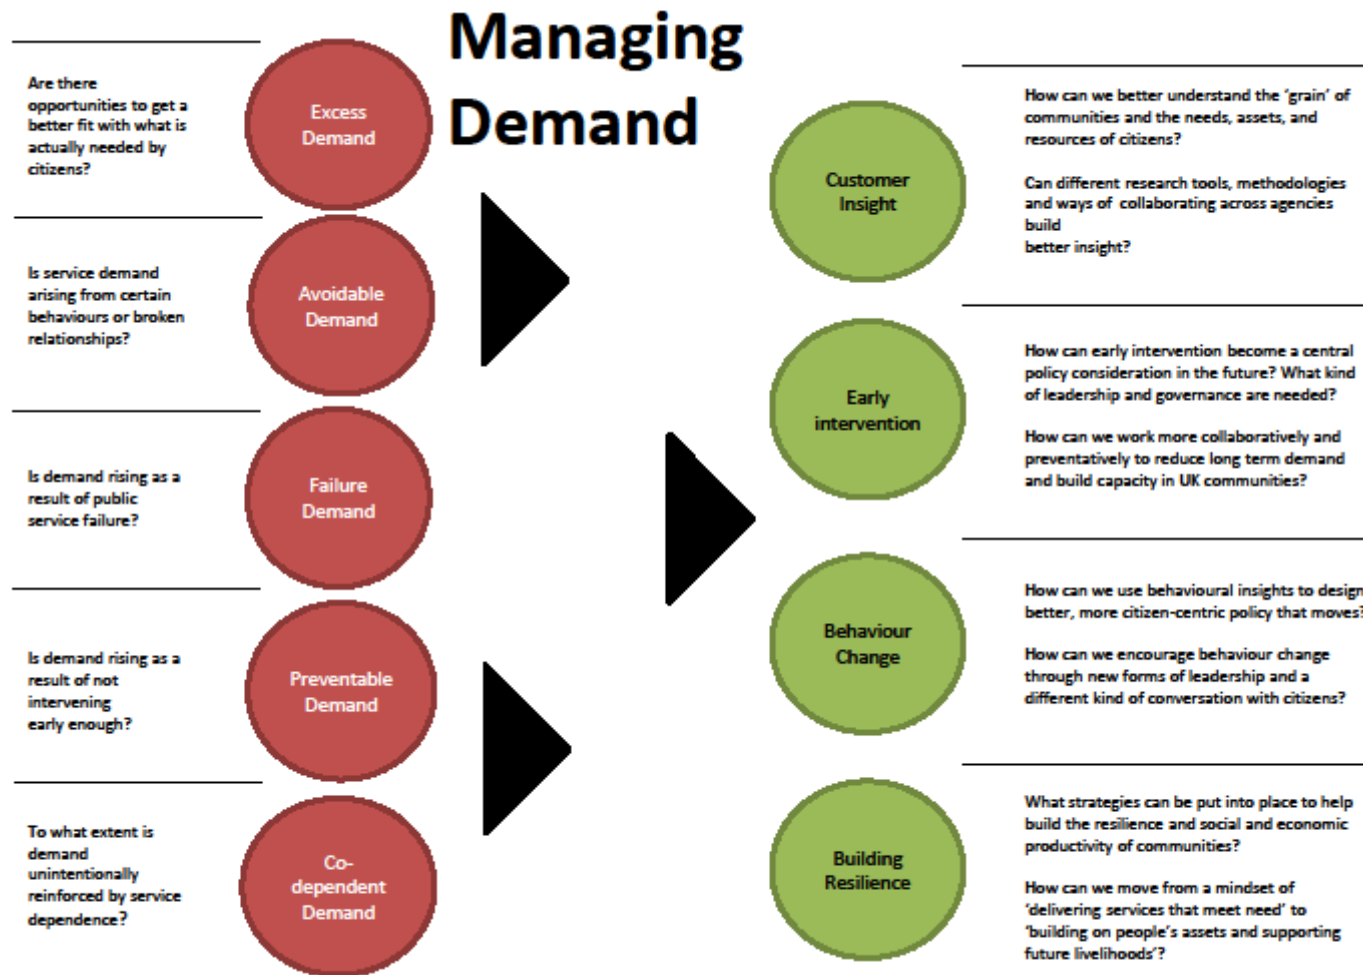 Managing
Demand
Are there
opportunities to get a
better fit with what is
actually needed by
citizens?
Excess
Demand
Is service demand
arising from certain
behaviours or broken
relationships?
Avoidable
Demand
Is demand rising as a
result of public
service failure?
Failure
Demand
Is demand rising as a
result of not
intervening
early enough?
Preventable
Demand
To what extent is
demand
unintentionally
reinforced by service
dependence?
Co-
dependent
Demand
Customer
Insight
How can we better understand the ‘grain’ of
communities and the needs, assets, and
resources of citizens?
Can different research tools, methodologies
and ways of collaborating across agencies
build
better insight?
Early
intervention
How can early intervention become a central
policy consideration in the future? What kind
of leadership and governance are needed?
How can we work more collaboratively and
preventatively to reduce long term demand
and build capacity in UK communities?
Behaviour
Change
How can we use behavioural insights to design
better, more citizen-centric policy that moves?
How can we encourage behaviour change
through new forms of leadership and a
different kind of conversation with citizens?
Building
Resilience
What strategies can be put into place to help
build the resilience and social and economic
productivity of communities?
How can we move from a mindset of
‘delivering services that meet need’ to
‘building on people’s assets and supporting
future livelihoods’?